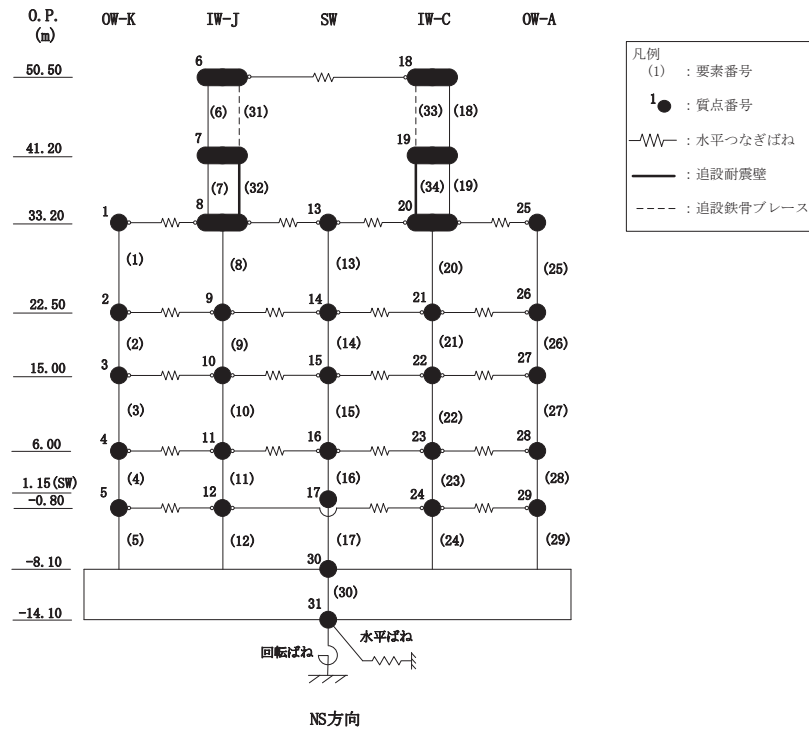 O.P.
(m)
OW-K IW-J SW IW-C OW-A
凡例
(1) : 要素番号
1 : 質点番号
: 水平つなぎばね
: 追設耐震壁
: 追設鉄骨ブレース
6 18
50.50
(6) (31) (33) (18)
7 19
41.20
(7) (32) (34) (19)
1 8 13 20 25
33.20
(1) (8) (13) (20) (25)
2 9 14 21 26
22.50
(2) (9) (14) (21) (26)
3 10 15 22 27
15.00
(3) (10) (15) (22) (27)
4 11 16 23 28
6.00
(4) (11) (16) (23) (28)
1.15(SW)
5 12 17 24 29
-0.80
(5) (12) (17) (24) (29)
-8.10
30
(30)
-14.10
31
水平ばね
回転ばね
NS方向